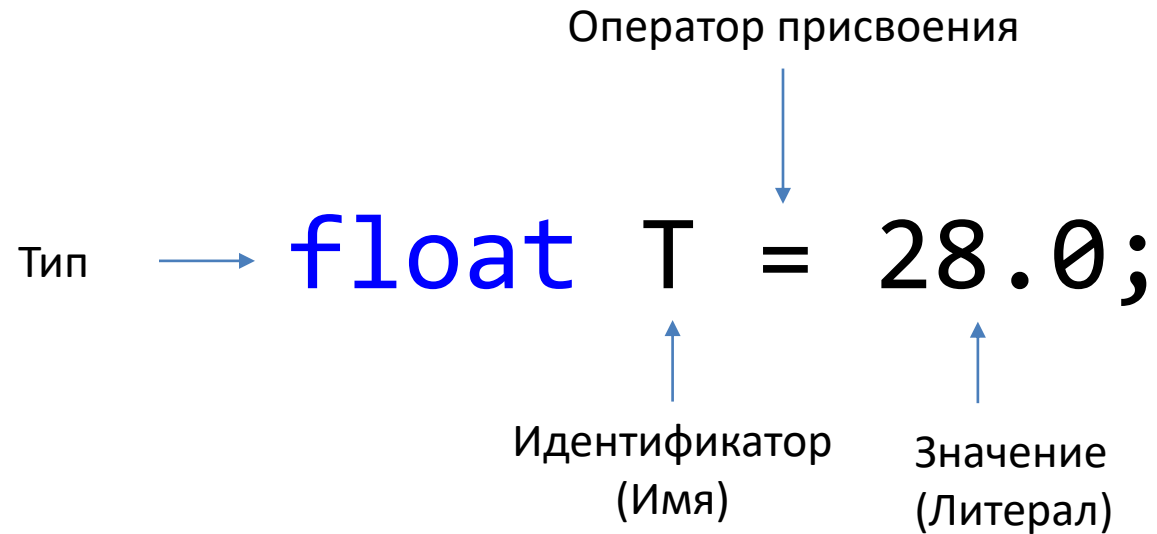 Оператор присвоения
Тип
float T = 28.0;
Идентификатор
(Имя)
Значение
(Литерал)